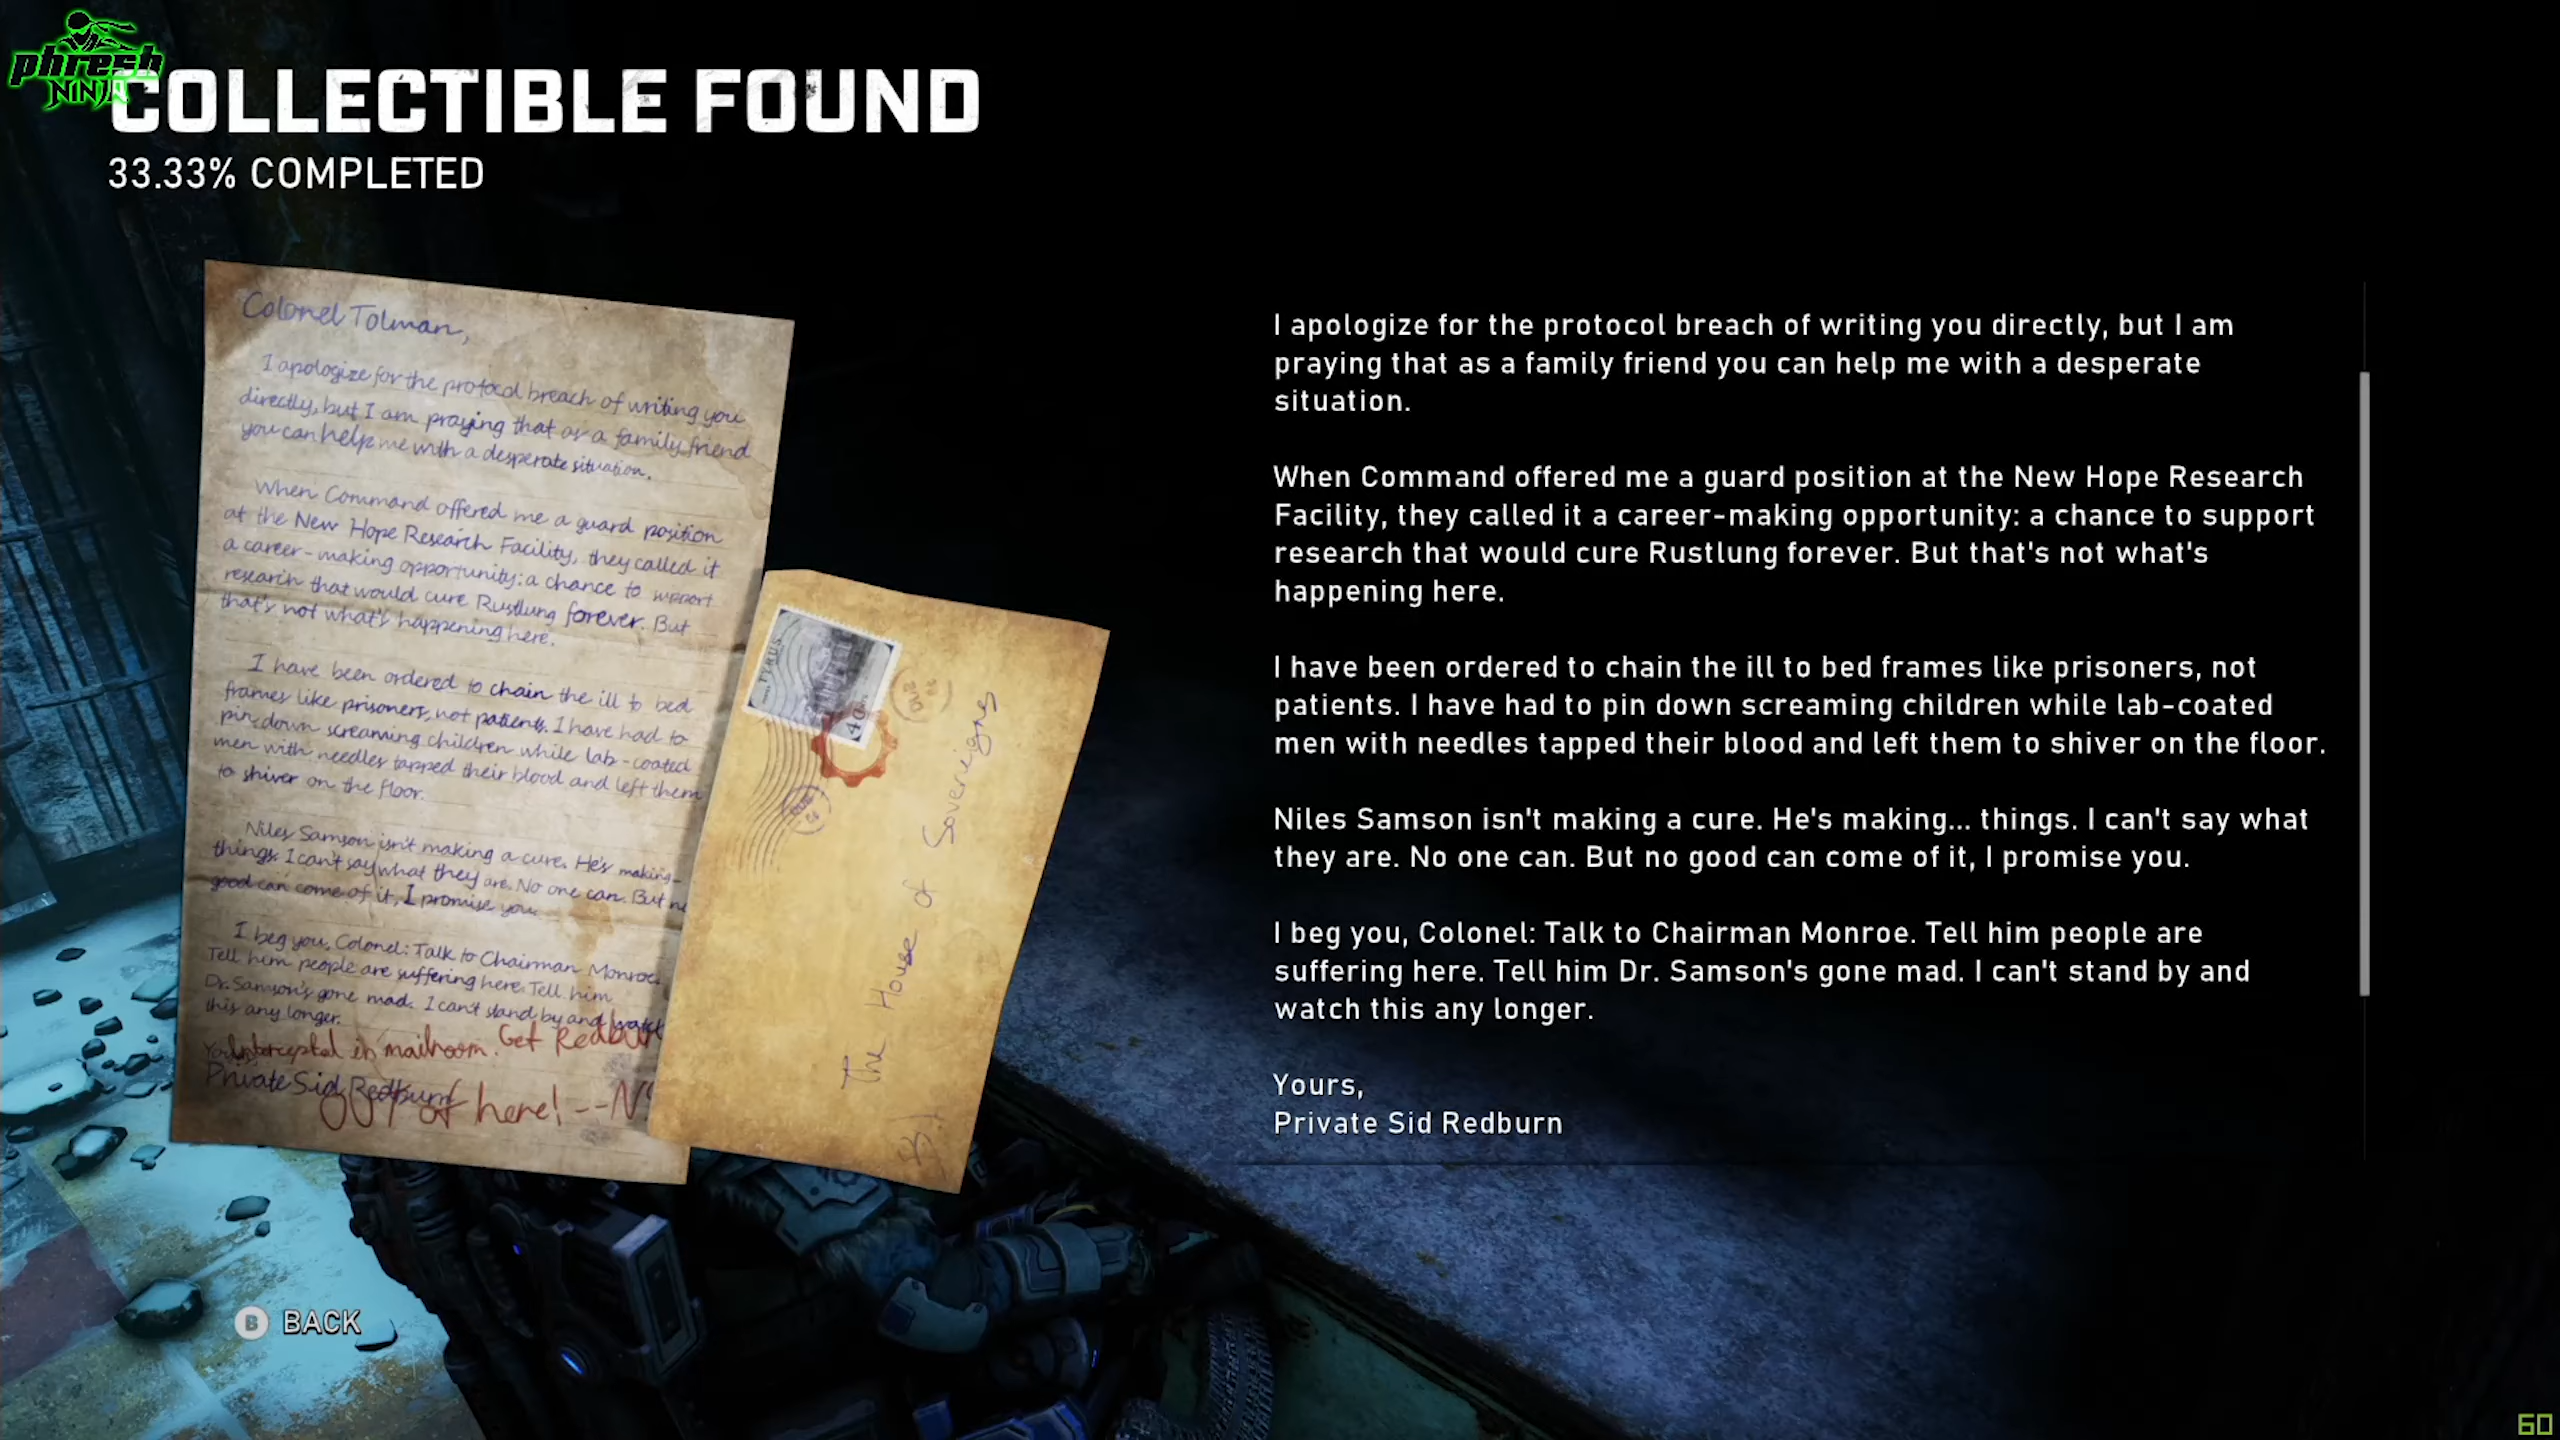 phresh
NINJA
COLLECTIBLE FOUND
33.33% COMPLETED
Colonel Tolman,
I apologize for the protocol breach of writing you
directly, but I am praying that as a family friend
you can help me with a desperate situation.
When Command offered me a guard position
at the New Hope Research Facility, they called it
a career-making opportunity: a chance to support
research that would cure Rustlung forever. But
that's not what's happening here.
I have been ordered to chain the ill to bed
frames like prisoners, not patients. I have had to
pin down screaming children while lab-coated
men with needles tapped their blood and left them
to shiver on the floor.
Niles Samson isn't making a cure. He's making
things. I can't say what they are. No one can. But
good can come of it, I promise you.
I beg you, Colonel: Talk to Chairman Monroe.
Tell him people are suffering here. Tell him
Dr. Samson's gone mad. I can't stand by and watch
this any longer.
Intercepted in mailroom. Get Redburn
Private Sid Redburn
out of here! --N
TYRUS
The House of Sovereigns
I apologize for the protocol breach of writing you directly, but I am
praying that as a family friend you can help me with a desperate
situation.
When Command offered me a guard position at the New Hope Research
Facility, they called it a career-making opportunity: a chance to support
research that would cure Rustlung forever. But that's not what's
happening here.
I have been ordered to chain the ill to bed frames like prisoners, not
patients. I have had to pin down screaming children while lab-coated
men with needles tapped their blood and left them to shiver on the floor.
Niles Samson isn't making a cure. He's making... things. I can't say what
they are. No one can. But no good can come of it, I promise you.
I beg you, Colonel: Talk to Chairman Monroe. Tell him people are
suffering here. Tell him Dr. Samson's gone mad. I can't stand by and
watch this any longer.
Yours,
Private Sid Redburn
B BACK
60